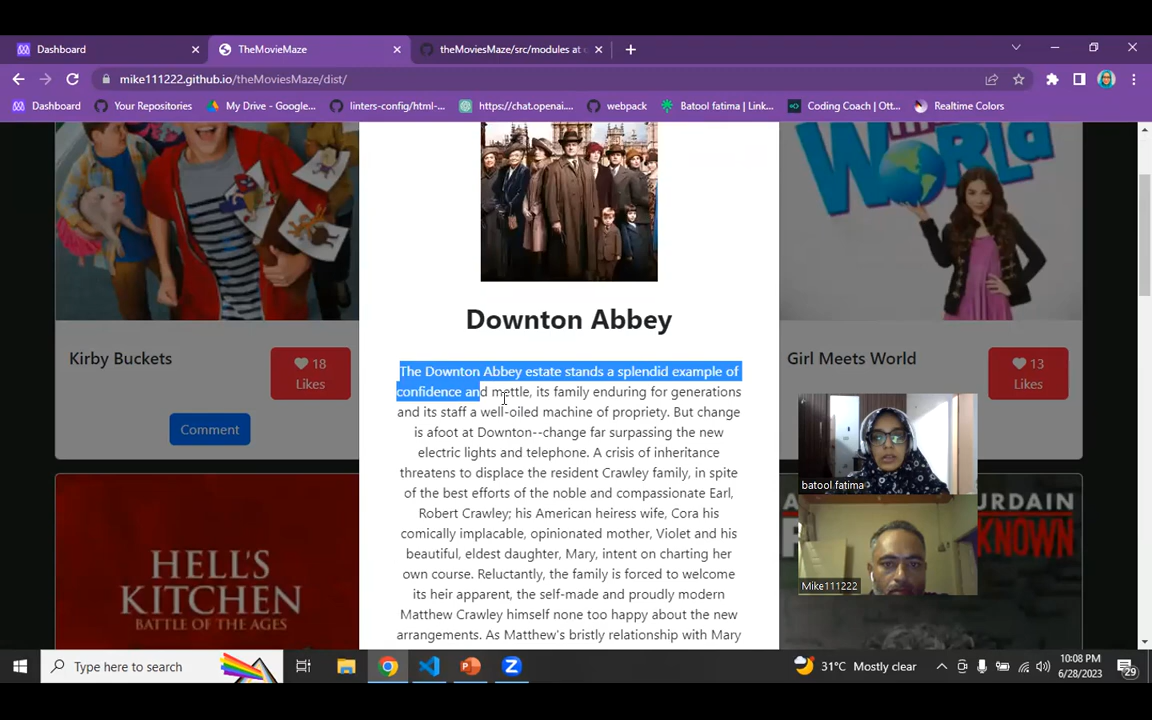 Dashboard
TheMovieMaze
theMoviesMaze/src/modules at
mike111222.github.io/theMoviesMaze/dist/
Dashboard
Your Repositories
My Drive - Google...
linters-config/html-...
https://chat.openai....
webpack
Batool fatima | Link...
Coding Coach | Ott...
Realtime Colors
WORLD
Downton Abbey
The Downton Abbey estate stands a splendid example of
confidence and mettle, its family enduring for generations
and its staff a well-oiled machine of propriety. But change
is afoot at Downton--change far surpassing the new
electric lights and telephone. A crisis of inheritance
threatens to displace the resident Crawley family, in spite
of the best efforts of the noble and compassionate Earl,
Robert Crawley; his American heiress wife, Cora his
comically implacable, opinionated mother, Violet and his
beautiful, eldest daughter, Mary, intent on charting her
own course. Reluctantly, the family is forced to welcome
its heir apparent, the self-made and proudly modern
Matthew Crawley himself none too happy about the new
arrangements. As Matthew's bristly relationship with Mary
Kirby Buckets
18
Likes
Comment
Girl Meets World
13
Likes
HELL'S
KITCHEN
BATTLE OF THE AGES
URDAIN
KNOWN
batool fatima
Mike111222
Type here to search
31°C Mostly clear
10:08 PM
6/28/2023
29